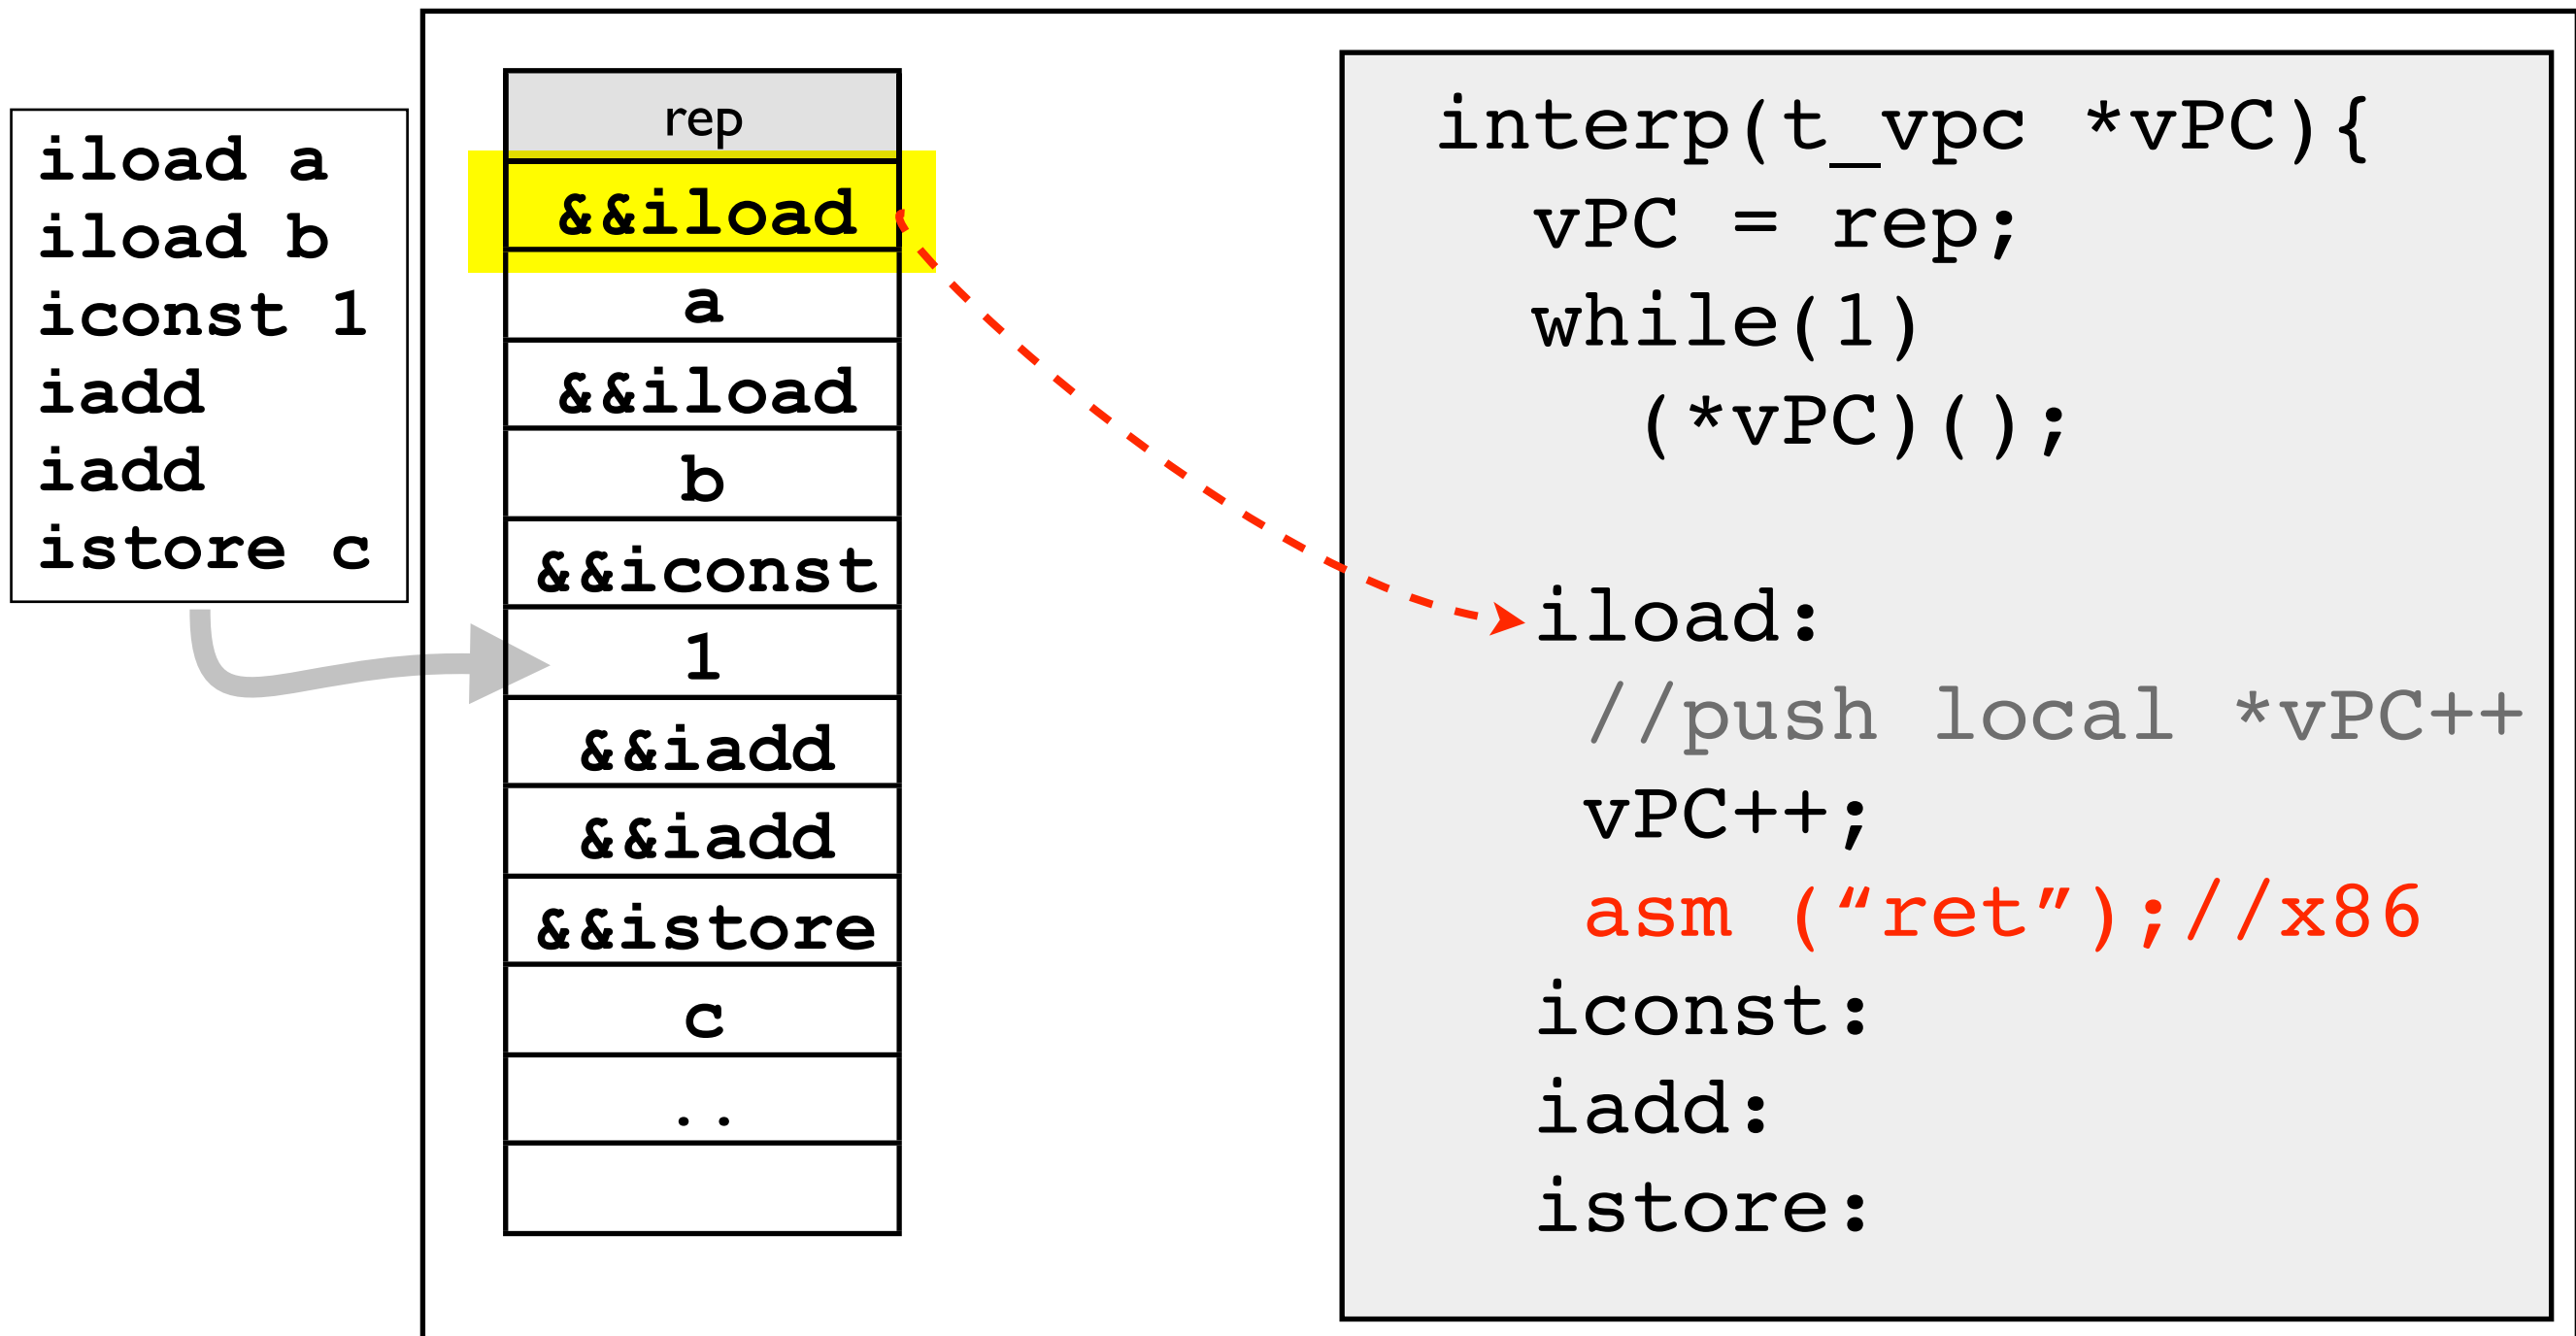 iload a
iload b
iconst 1
iadd
iadd
istore c
rep
&&iload
a
&&iload
b
&&iconst
1
&&iadd
&&iadd
&&istore
c
..
interp(t_vpc *vPC){
vPC = rep;
while(1)
(*vPC)();
iload:
//push local *vPC++
vPC++;
asm (“ret”);//x86
iconst:
iadd:
istore: